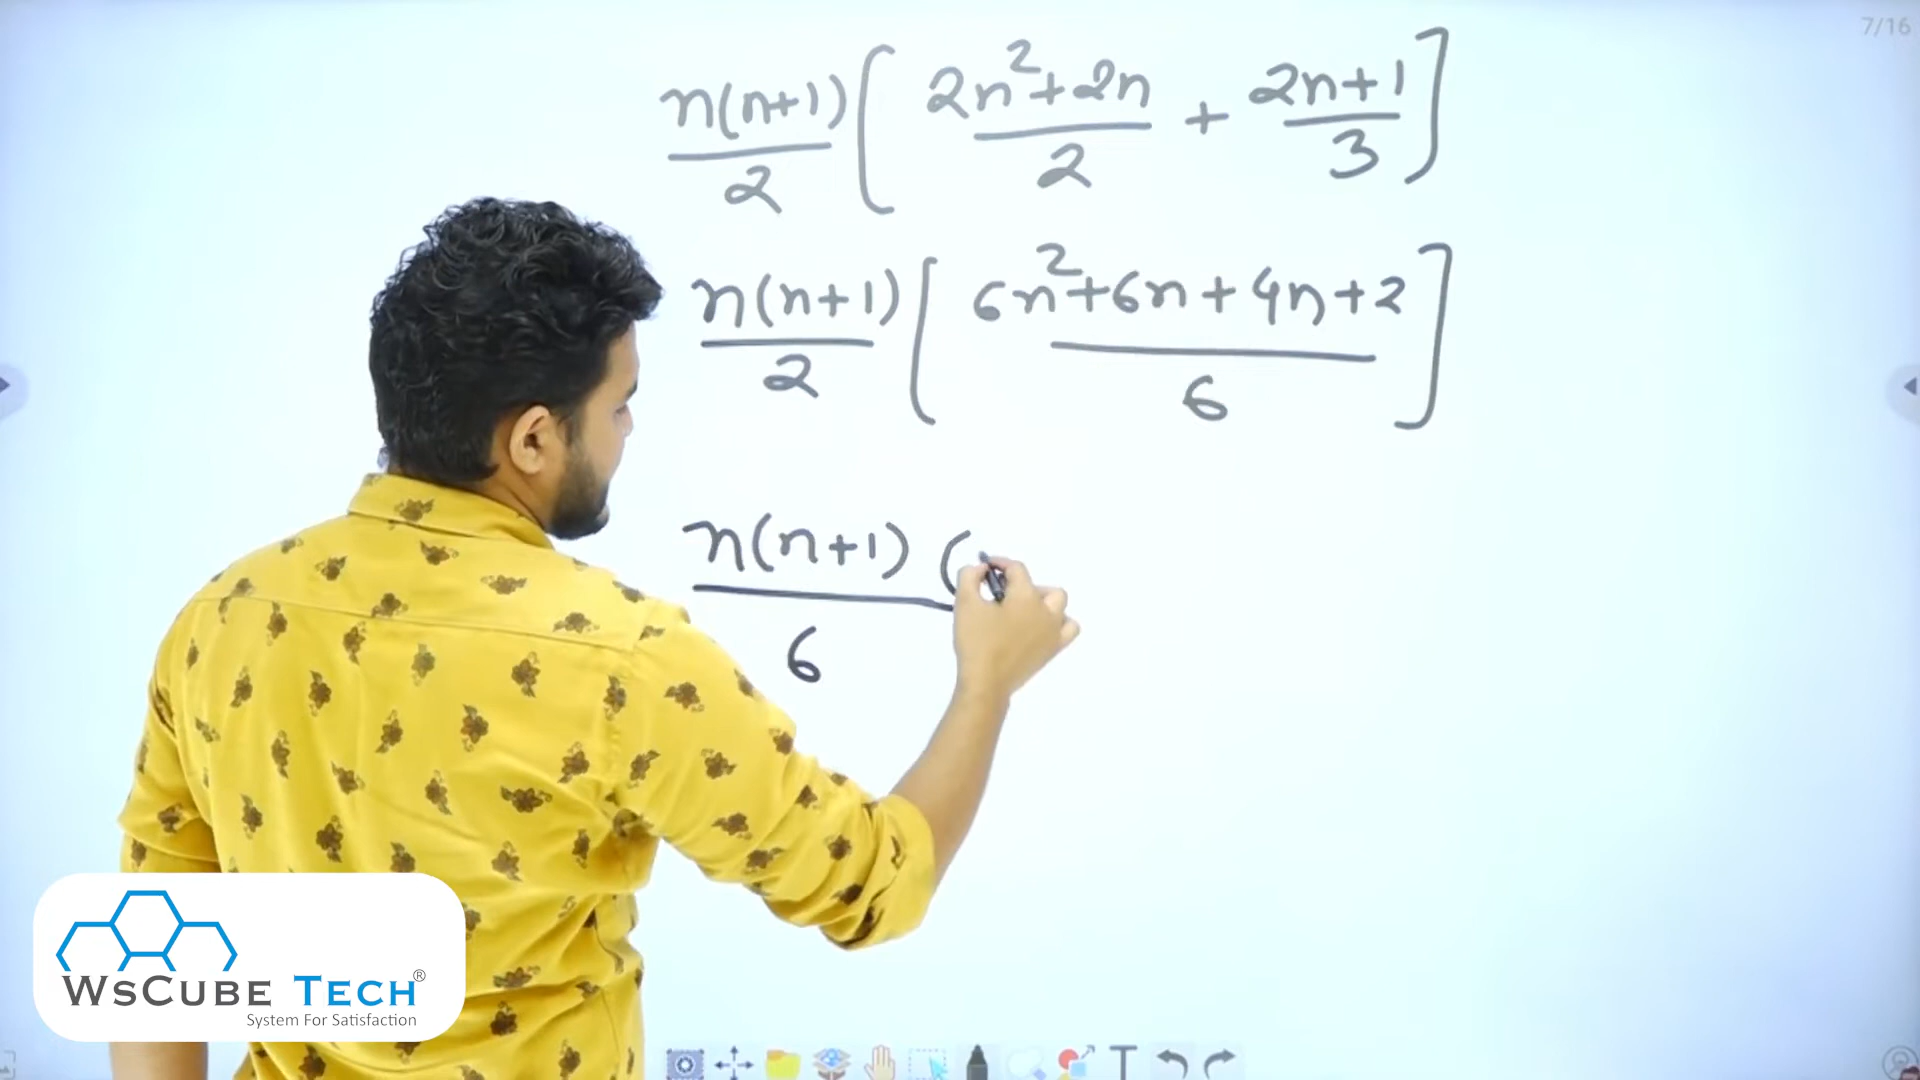 7/16
n(n+1)/2 [ 2n²+2n/2 + 2n+1/3 ]
n(n+1)/2 [ 6n²+6n+4n+2/6 ]
n(n+1) (/6
WsCube Tech®
System For Satisfaction
T